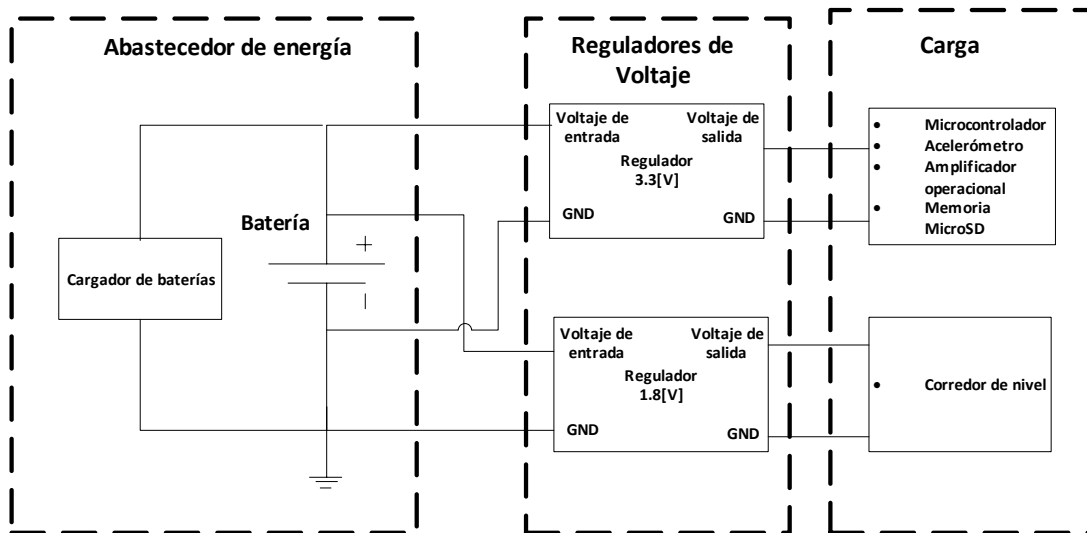 Abastecedor de energía
Batería
+
Cargador de baterías
Reguladores de
Voltaje
Voltaje de
entrada
Voltaje de
salida
Regulador
3.3[V]
GND
GND
Voltaje de
entrada
Voltaje de
salida
Regulador
1.8[V]
GND
GND
Carga
• Microcontrolador
• Acelerómetro
• Amplificador
operacional
• Memoria
MicroSD
• Corredor de nivel